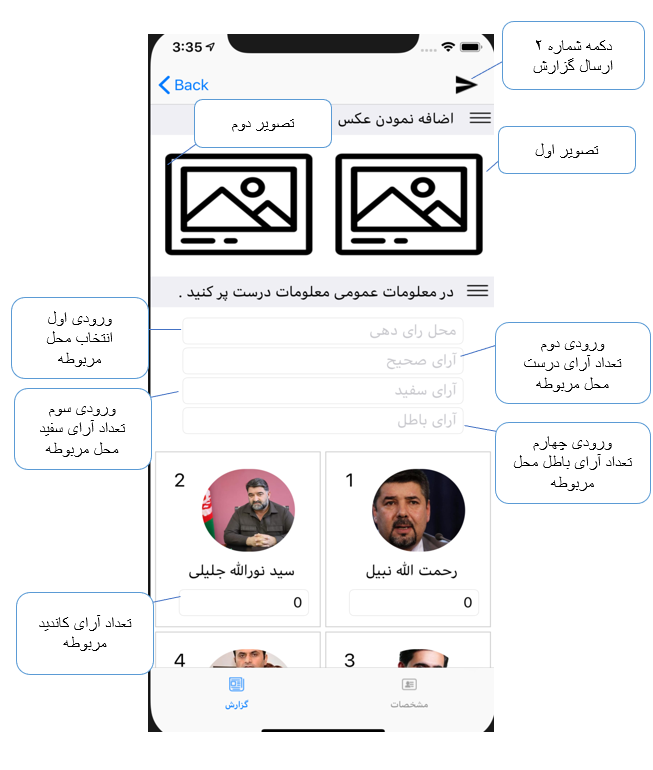 3:35
دکمه شماره ۲
ارسال گزارش
Back
اضافه نمودن عکس
تصویر دوم
تصویر اول
در معلومات عمومی معلومات درست پر کنید .
ورودی اول
انتخاب محل
مربوطه
محل رای دهی
آرای صحیح
آرای سفید
آرای باطل
ورودی دوم
تعداد آرای درست
محل مربوطه
ورودی سوم
تعداد آرای سفید
محل مربوطه
ورودی چهارم
تعداد آرای باطل محل
مربوطه
1
رحمت الله نبیل
0
2
سید نورالله جلیلی
0
تعداد آرای کاندید
مربوطه
3
4
مشخصات
گزارش